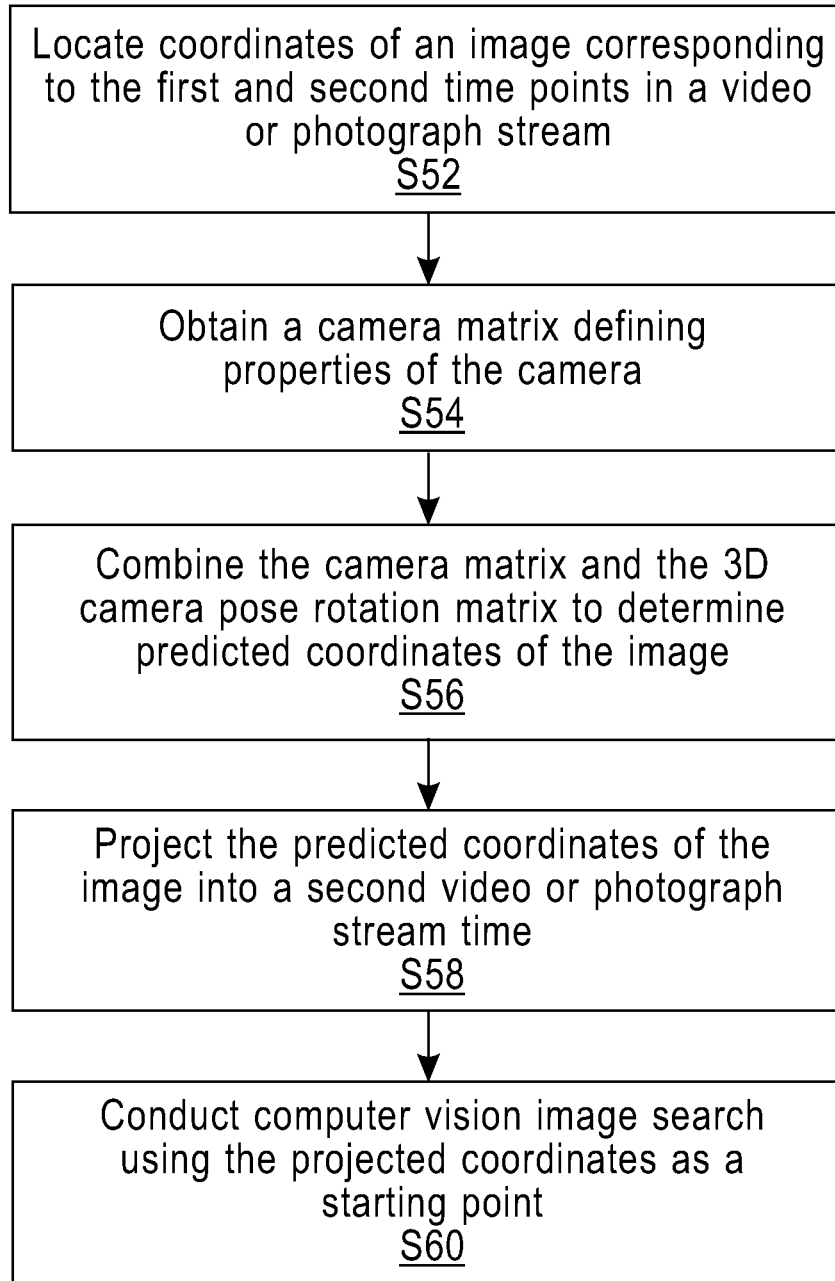 Locate coordinates of an image corresponding
to the first and second time points in a video
or photograph stream
S52
Obtain a camera matrix defining
properties of the camera
S54
Combine the camera matrix and the 3D
camera pose rotation matrix to determine
predicted coordinates of the image
S56
Project the predicted coordinates of the
image into a second video or photograph
stream time
S58
Conduct computer vision image search
using the projected coordinates as a
starting point
S60